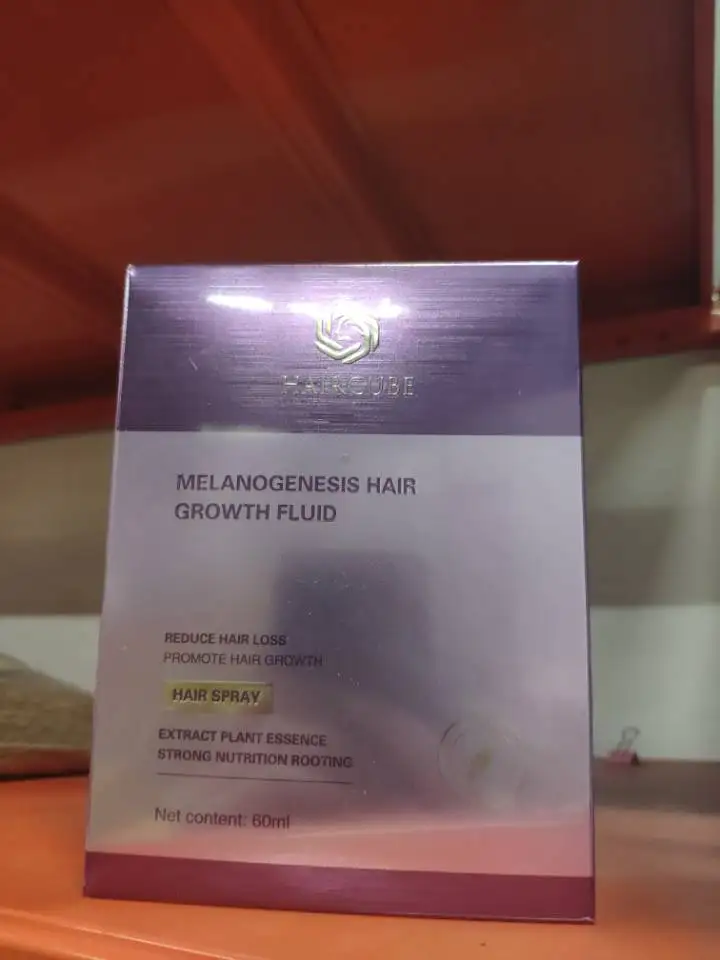 HAIRCUBE
MELANOGENESIS HAIR
GROWTH FLUID
REDUCE HAIR LOSS
PROMOTE HAIR GROWTH
HAIR SPRAY
EXTRACT PLANT ESSENCE
STRONG NUTRITION ROOTING
Net content: 60ml